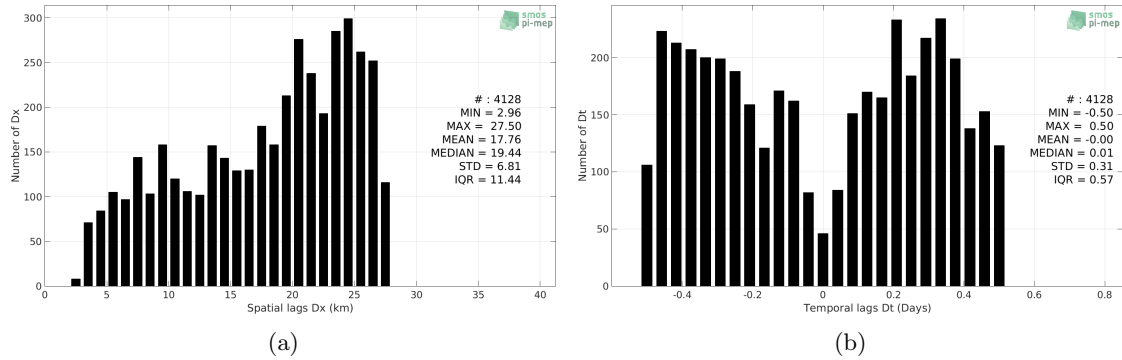 300
250
200
150
100
50
0
Number of Dx
0 5 10 15 20 25 30 35 40
Spatial lags Dx (km)
smos
pi-mep
# : 4128
MIN = 2.96
MAX = 27.50
MEAN = 17.76
MEDIAN = 19.44
STD = 6.81
IQR = 11.44
(a)
200
150
100
50
0
Number of Dt
-0.4 -0.2 0 0.2 0.4 0.6 0.8
Temporal lags Dt (Days)
smos
pi-mep
# : 4128
MIN = -0.50
MAX = 0.50
MEAN = -0.00
MEDIAN = 0.01
STD = 0.31
IQR = 0.57
(b)